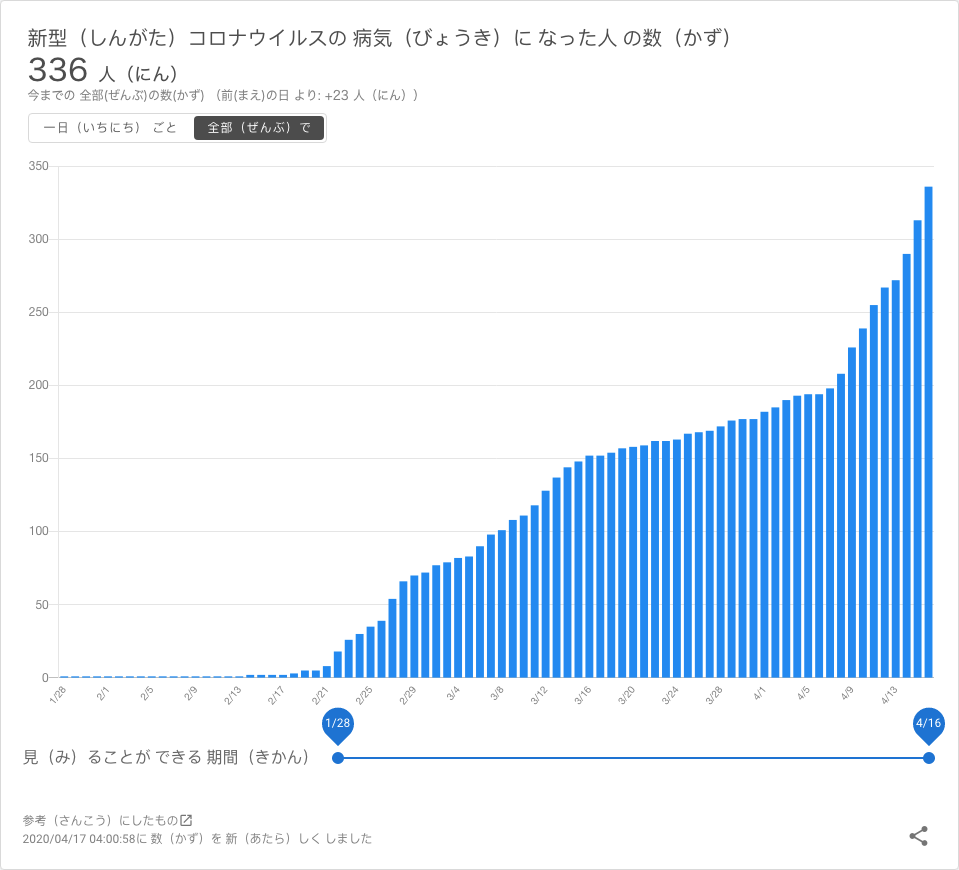 新型（しんがた）コロナウイルスの 病気（びょうき）に なった人 の数（かず）
336 人（にん）
今までの 全部(ぜんぶ)の数(かず) （前(まえ)の日 より: +23 人（にん））
一日（いちにち） ごと 全部（ぜんぶ）で
350
300
250
200
150
100
50
0
1/28 2/1 2/5 2/9 2/13 2/17 2/21 2/25 2/29 3/4 3/8 3/12 3/16 3/20 3/24 3/28 4/1 4/5 4/9 4/13
1/28 4/16
見（み）ることが できる 期間（きかん）
参考（さんこう）にしたもの
2020/04/17 04:00:58に 数（かず）を 新（あたら）しく しました